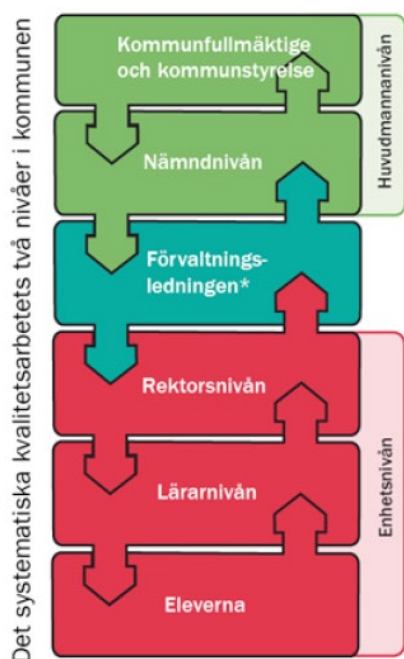 Det systematiska kvalitetsarbetets två nivåer i kommunen
Kommunfullmäktige
och kommunstyrelse
Nämndnivån
Huvudmannanivån
Förvaltnings-
ledningen*
Rektorsnivån
Lärarnivån
Eleverna
Enhetsnivån